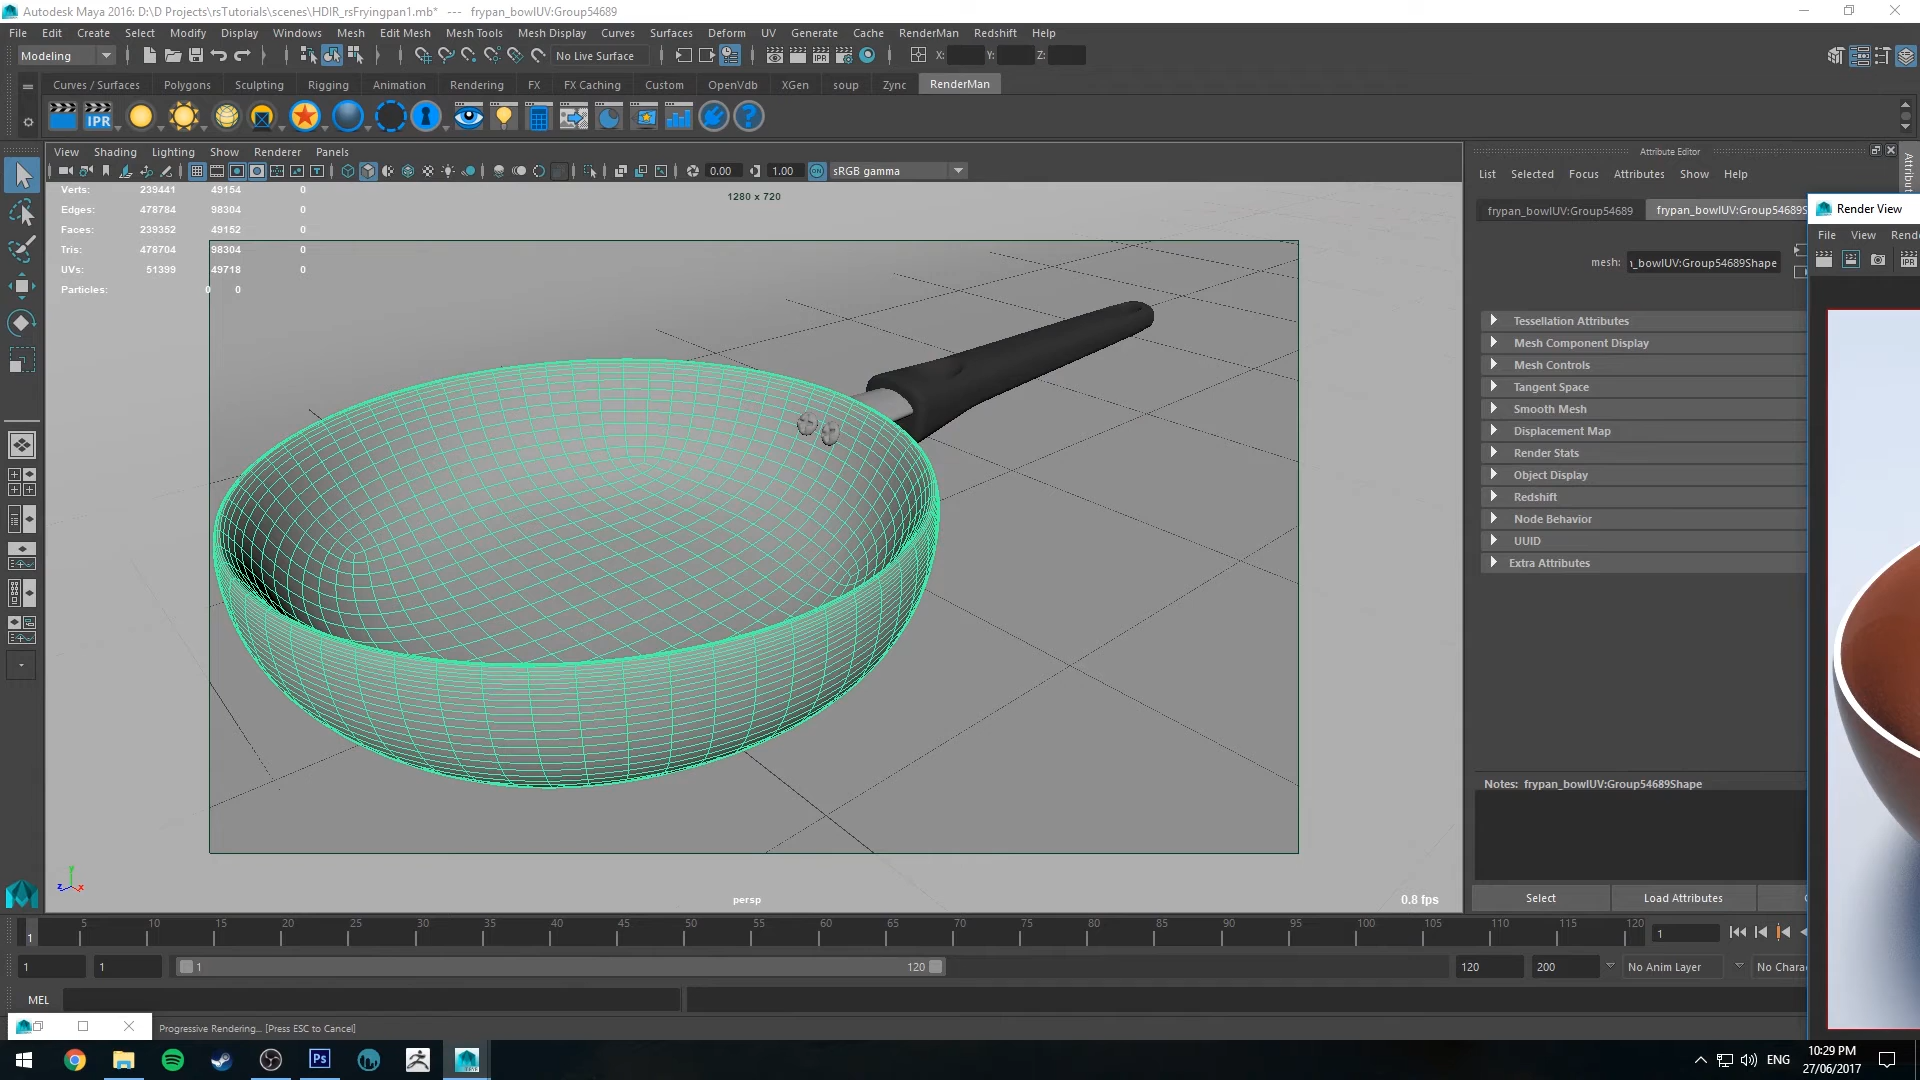 Autodesk Maya 2016: D:\D Projects\rsTutorials\scenes\HDIR_rsFryingpan1.mb*   ---   frypan_bowlUV:Group54689
File Edit Create Select Modify Display Windows Mesh Edit Mesh Mesh Tools Mesh Display Curves Surfaces Deform UV Generate Cache RenderMan Redshift Help
Modeling No Live Surface X: Y: Z:
Curves / Surfaces Polygons Sculpting Rigging Animation Rendering FX FX Caching Custom OpenVdb XGen soup Zync RenderMan
IPR
View Shading Lighting Show Renderer Panels
0.00 1.00 sRGB gamma
Verts: 239441 49154 0
Edges: 478784 98304 0
Faces: 239352 49152 0
Tris: 478704 98304 0
UVs: 51399 49718 0
Particles: 0 0
1280 x 720
persp
0.8 fps
Attribute Editor
List Selected Focus Attributes Show Help
frypan_bowlUV:Group54689 frypan_bowlUV:Group54689S
mesh: ı_bowlUV:Group54689Shape
Tessellation Attributes
Mesh Component Display
Mesh Controls
Tangent Space
Smooth Mesh
Displacement Map
Render Stats
Object Display
Redshift
Node Behavior
UUID
Extra Attributes
Notes: frypan_bowlUV:Group54689Shape
Select Load Attributes
Attribut
Render View
File View Rende
IPR
1 5 10 15 20 25 30 35 40 45 50 55 60 65 70 75 80 85 90 95 100 105 110 115 120 1
1 1 1 120 120 200 No Anim Layer No Chara
MEL
Progressive Rendering... [Press ESC to Cancel]
Ps
ENG
10:29 PM
27/06/2017